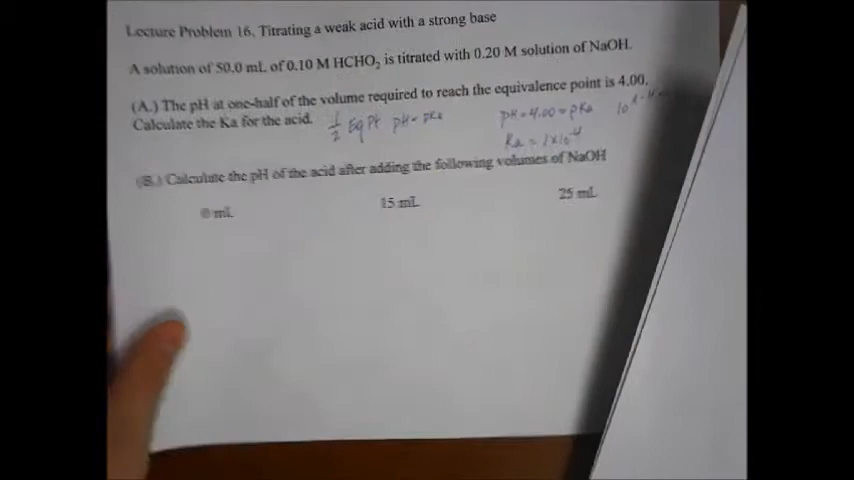 Lecture Problem 16. Titrating a weak acid with a strong base
A solution of 50.0 mL of 0.10 M HCHO₂ is titrated with 0.20 M solution of NaOH.
(A.) The pH at one-half of the volume required to reach the equivalence point is 4.00.
Calculate the Ka for the acid. 1/2 Eq Pt pH = pKa pH = 4.00 = pKa
Ka = 1x10⁻⁴
(B.) Calculate the pH of the acid after adding the following volumes of NaOH
0 mL 15 mL 25 mL